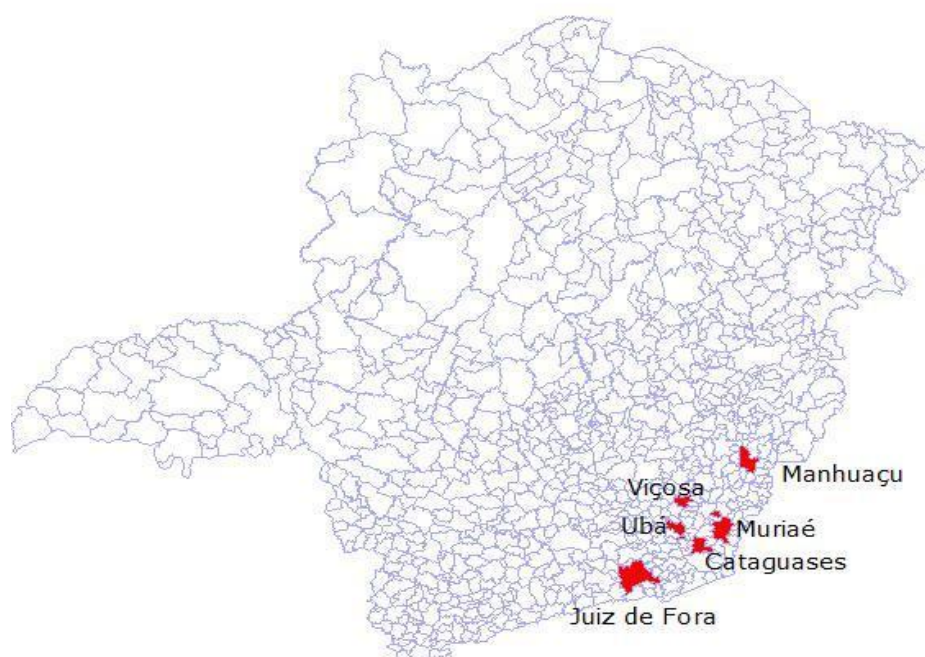 Manhuaçu
Viçosa
Ubá
Muriaé
Cataguases
Juiz de Fora